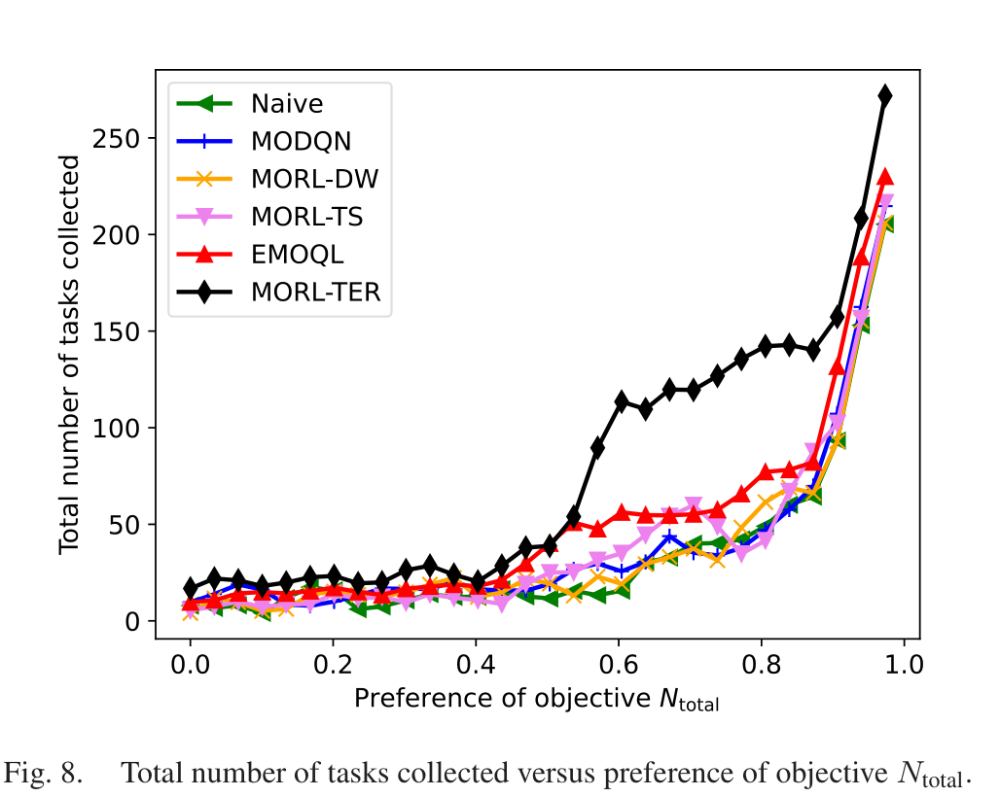 Naive
MODQN
MORL-DW
MORL-TS
EMOQL
MORL-TER
Total number of tasks collected
250
200
150
100
50
0
0.0 0.2 0.4 0.6 0.8 1.0
Preference of objective N_total
Fig. 8. Total number of tasks collected versus preference of objective N_total.